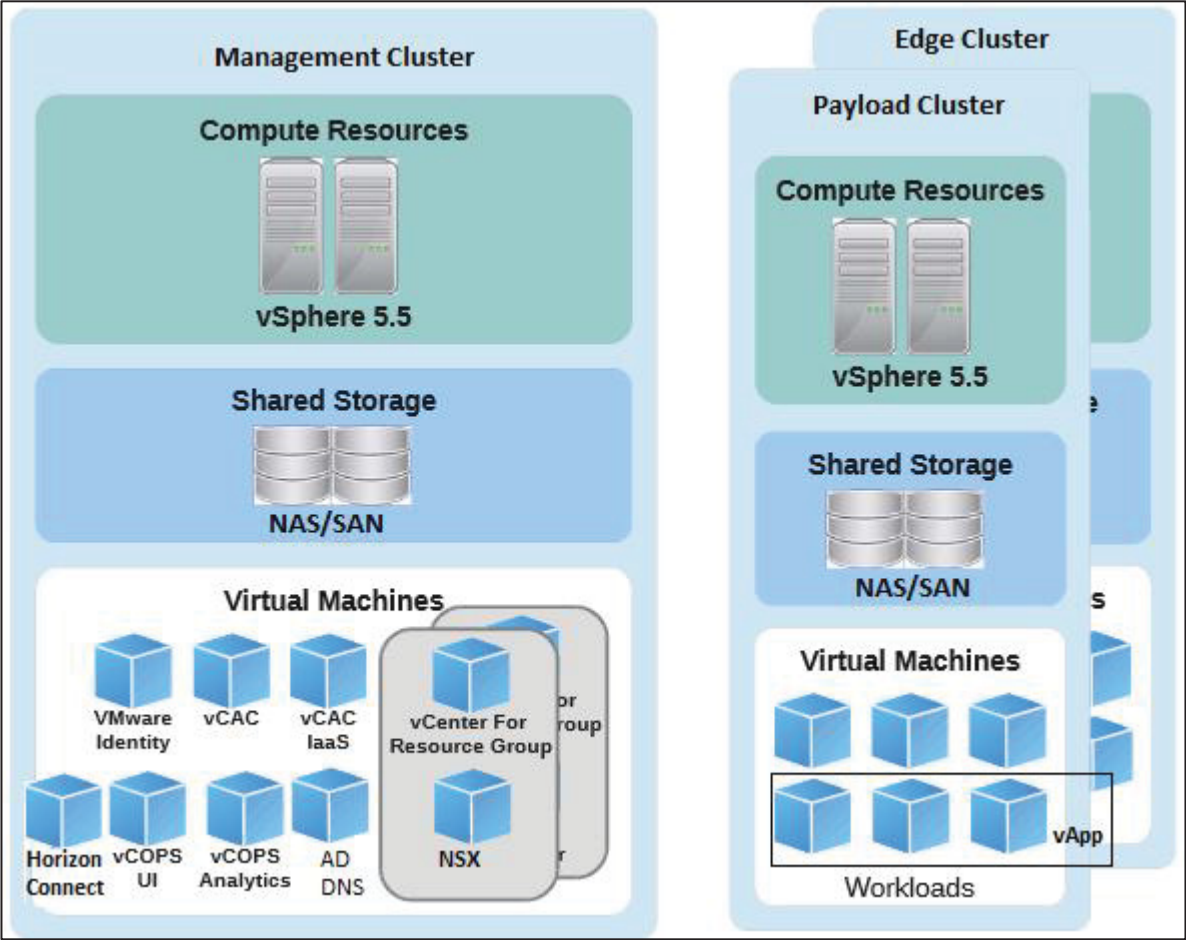 Management Cluster
Compute Resources
vSphere 5.5
Shared Storage
NAS/SAN
Virtual Machines
VMware
Identity
vCAC
vCAC
IaaS
vCenter For
Resource Group
or
roup
Horizon
Connect
vCOPS
UI
vCOPS
Analytics
AD
DNS
NSX
r
Edge Cluster
Payload Cluster
Compute Resources
vSphere 5.5
e
Shared Storage
NAS/SAN
s
Virtual Machines
vApp
Workloads